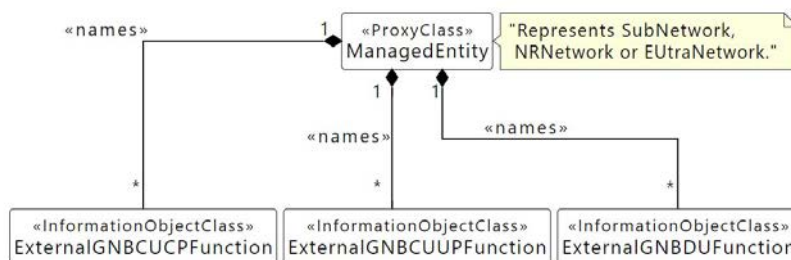 «names»
1
«ProxyClass»
ManagedEntity
"Represents SubNetwork,
NRNetwork or EUtraNetwork."
1
1
«names»
«names»
*
*
*
«InformationObjectClass»
ExternalGNBCUCPFunction
«InformationObjectClass»
ExternalGNBCUUPFunction
«InformationObjectClass»
ExternalGNBDUFunction